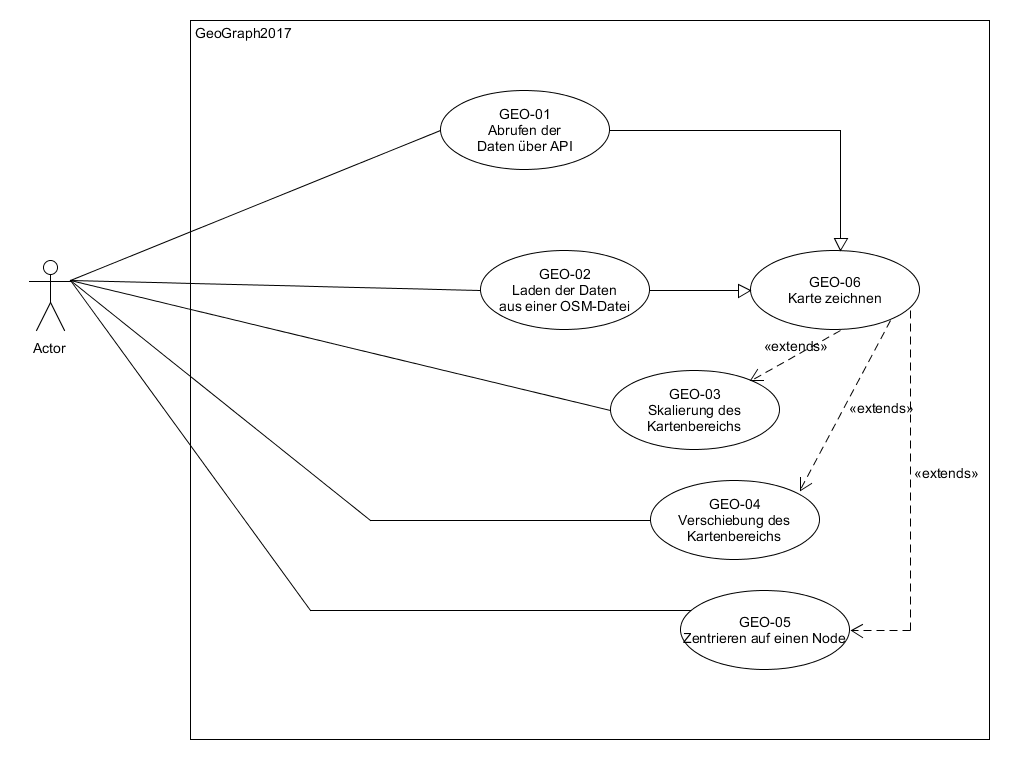 GeoGraph2017
GEO-01
Abrufen der
Daten über API
GEO-02
Laden der Daten
aus einer OSM-Datei
GEO-06
Karte zeichnen
Actor
«extends»
GEO-03
Skalierung des
Kartenbereichs
«extends»
«extends»
GEO-04
Verschiebung des
Kartenbereichs
GEO-05
Zentrieren auf einen Node